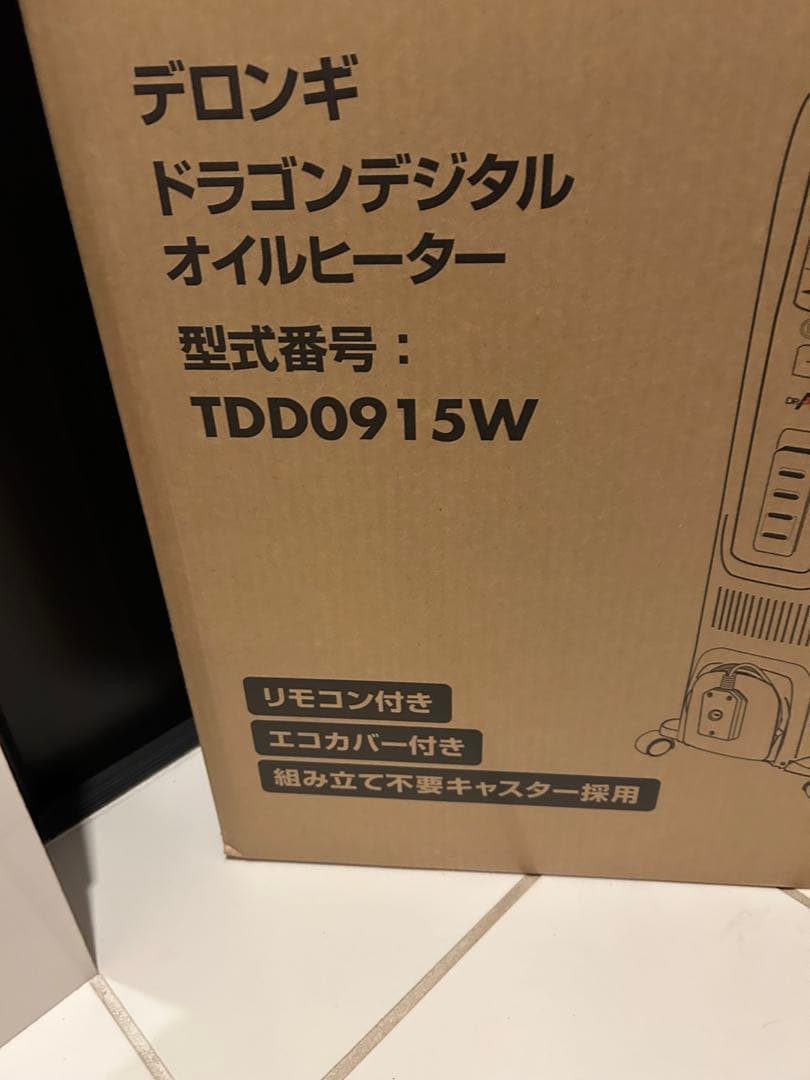 デロンギ
ドラゴンデジタル
オイルヒーター
型式番号：
TDD0915W
リモコン付き
エコカバー付き
組み立て不要キャスター採用